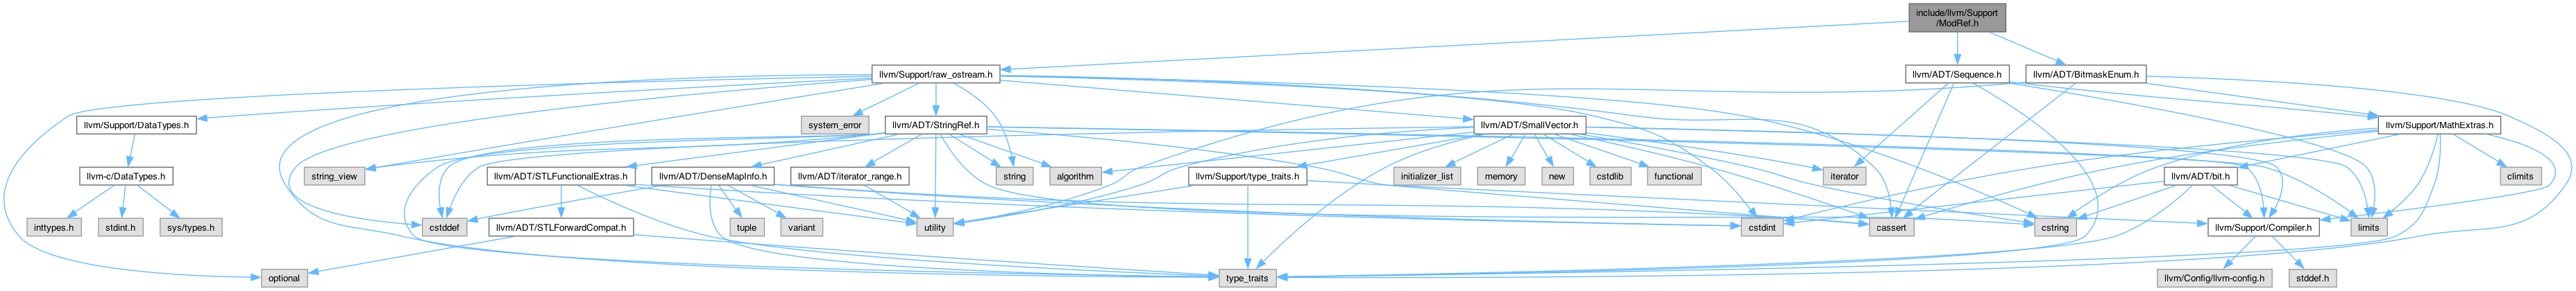 include/llvm/Support
/ModRef.h
llvm/Support/raw_ostream.h
llvm/ADT/Sequence.h
llvm/ADT/BitmaskEnum.h
llvm/Support/DataTypes.h
system_error
llvm/ADT/StringRef.h
llvm/ADT/SmallVector.h
llvm/Support/MathExtras.h
llvm-c/DataTypes.h
string_view
llvm/ADT/STLFunctionalExtras.h
llvm/ADT/DenseMapInfo.h
llvm/ADT/iterator_range.h
string
algorithm
llvm/Support/type_traits.h
initializer_list
memory
new
cstdlib
functional
iterator
llvm/ADT/bit.h
climits
inttypes.h
stdint.h
sys/types.h
cstddef
llvm/ADT/STLForwardCompat.h
tuple
variant
utility
cstdint
cassert
cstring
llvm/Support/Compiler.h
limits
optional
type_traits
llvm/Config/llvm-config.h
stddef.h